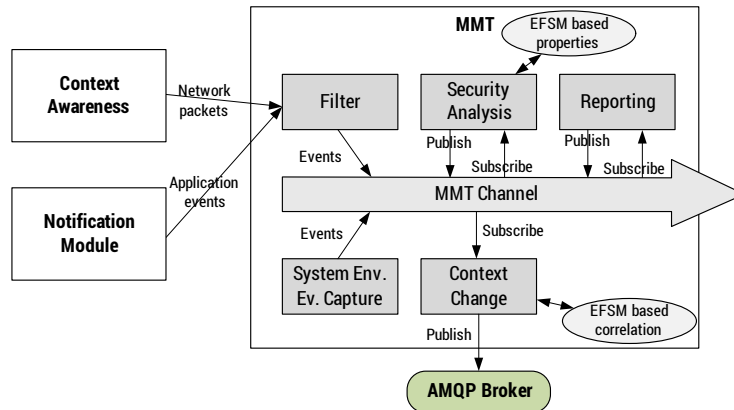 MMT
EFSM based
properties
Context
Awareness
Network
packets
Filter
Security
Analysis
Reporting
Events
Publish
Subscribe
Publish
Subscribe
Application
events
MMT Channel
Notification
Module
Events
Subscribe
System Env.
Ev. Capture
Context
Change
EFSM based
correlation
Publish
AMQP Broker